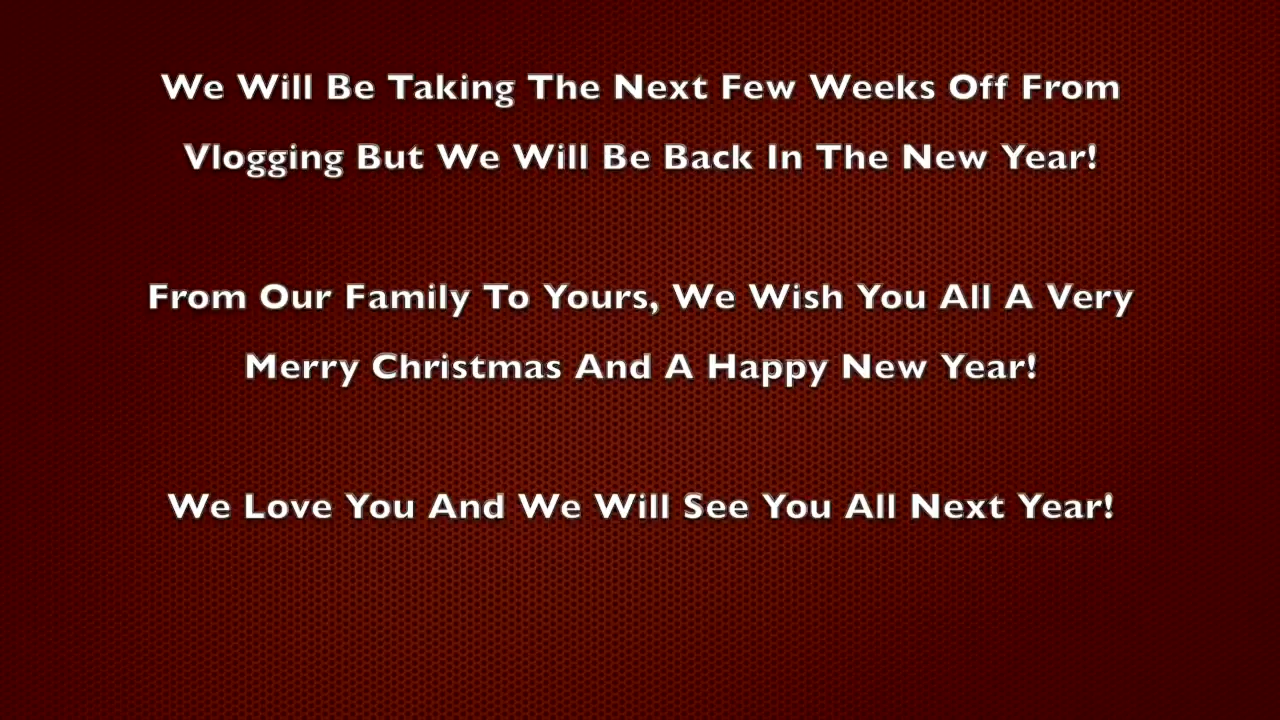 We Will Be Taking The Next Few Weeks Off From
Vlogging But We Will Be Back In The New Year!
From Our Family To Yours, We Wish You All A Very
Merry Christmas And A Happy New Year!
We Love You And We Will See You All Next Year!